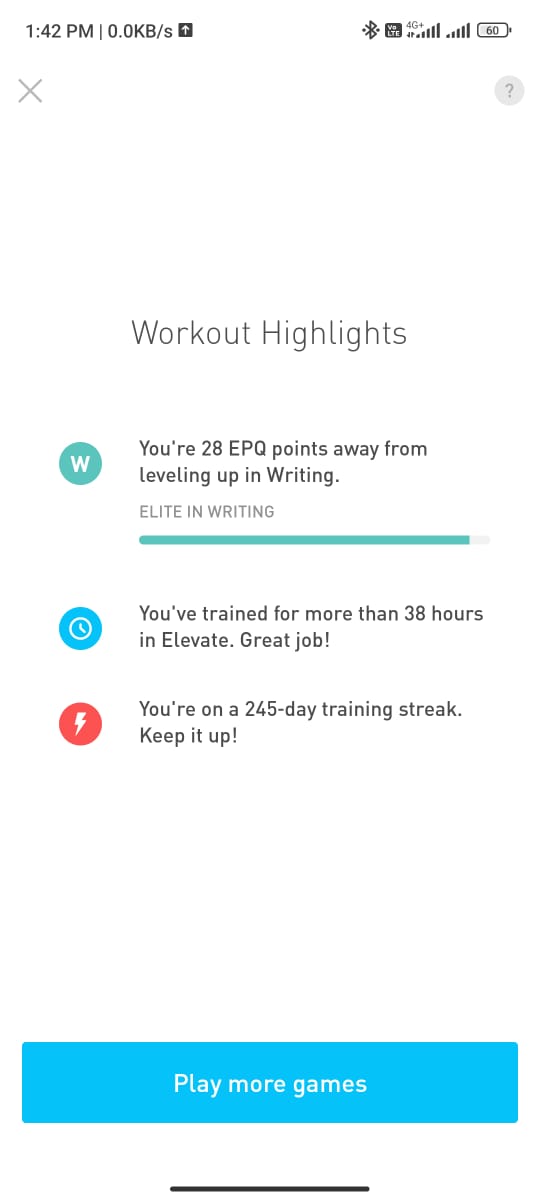 1:42 PM | 0.0KB/s
Vo LTE 4G+ 60
?
Workout Highlights
W
You're 28 EPQ points away from
leveling up in Writing.
ELITE IN WRITING
You've trained for more than 38 hours
in Elevate. Great job!
You're on a 245-day training streak.
Keep it up!
Play more games